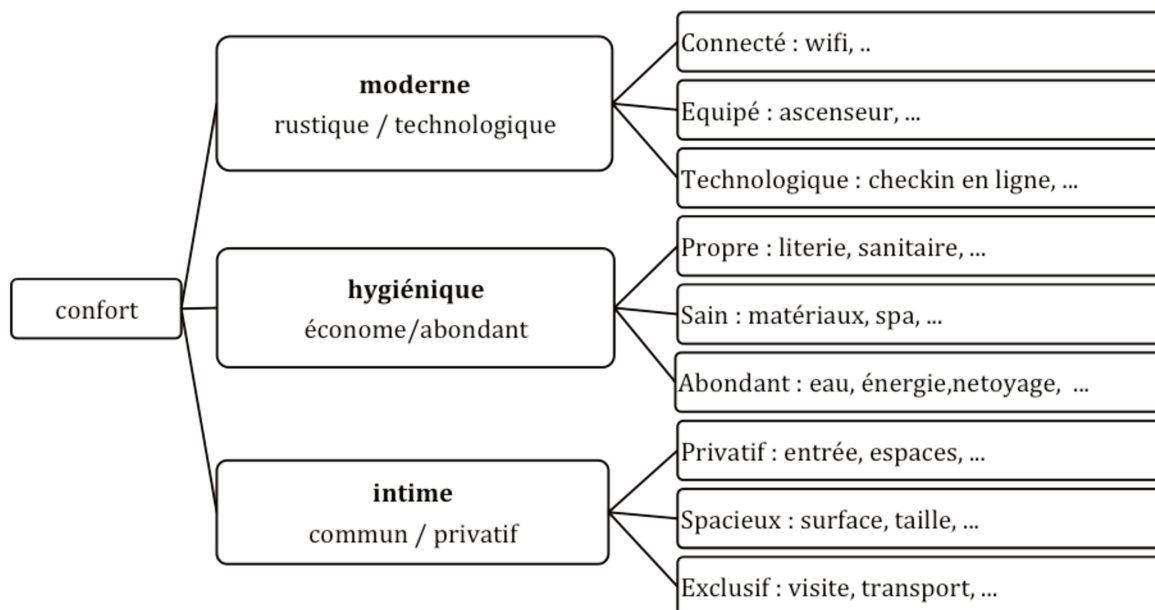 confort
moderne
rustique / technologique
Connecté : wifi, ..
Equipé : ascenseur, ...
Technologique : checkin en ligne, ...
hygiénique
économe/abondant
Propre : literie, sanitaire, ...
Sain : matériaux, spa, ...
Abondant : eau, énergie,netoyage, ...
intime
commun / privatif
Privatif : entrée, espaces, ...
Spacieux : surface, taille, ...
Exclusif : visite, transport, ...